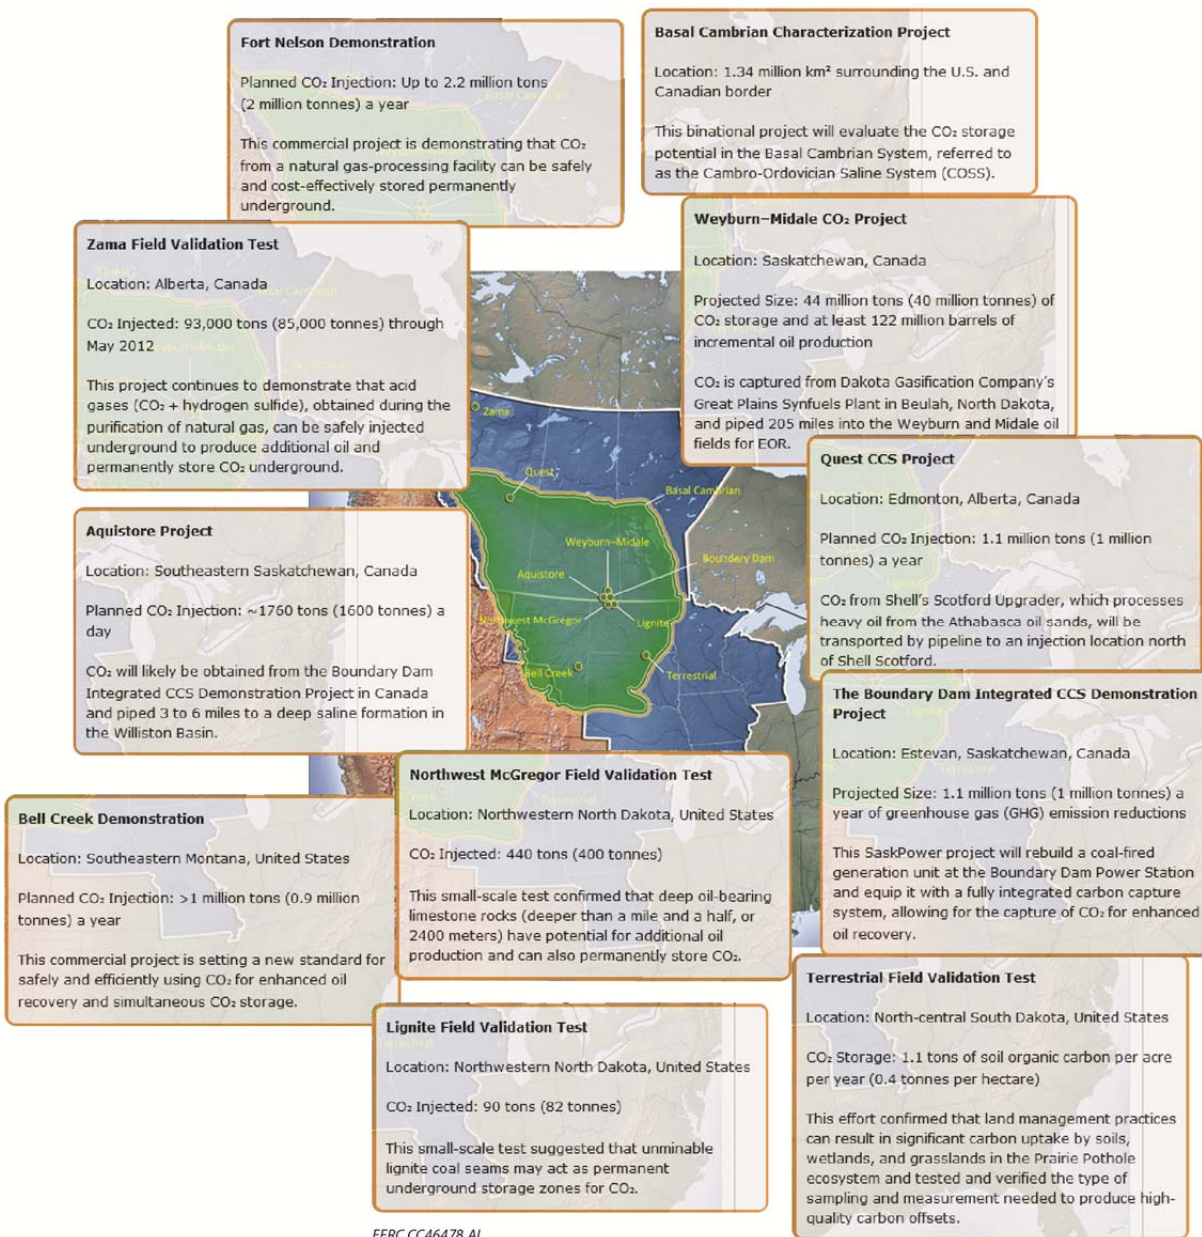 Fort Nelson Demonstration
Planned CO₂ Injection: Up to 2.2 million tons
(2 million tonnes) a year
This commercial project is demonstrating that CO₂
from a natural gas-processing facility can be safely
and cost-effectively stored permanently
underground.
Basal Cambrian Characterization Project
Location: 1.34 million km² surrounding the U.S. and
Canadian border
This binational project will evaluate the CO₂ storage
potential in the Basal Cambrian System, referred to
as the Cambro-Ordovician Saline System (COSS).
Zama Field Validation Test
Location: Alberta, Canada
CO₂ Injected: 93,000 tons (85,000 tonnes) through
May 2012
This project continues to demonstrate that acid
gases (CO₂ + hydrogen sulfide), obtained during the
purification of natural gas, can be safely injected
underground to produce additional oil and
permanently store CO₂ underground.
Weyburn–Midale CO₂ Project
Location: Saskatchewan, Canada
Projected Size: 44 million tons (40 million tonnes) of
CO₂ storage and at least 122 million barrels of
incremental oil production
CO₂ is captured from Dakota Gasification Company's
Great Plains Synfuels Plant in Beulah, North Dakota,
and piped 205 miles into the Weyburn and Midale oil
fields for EOR.
Zama
Quest
Basal Cambrian
Weyburn–Midale
Boundary Dam
Aquistore
Northwest McGregor
Lignite
Bell Creek
Terrestrial
Quest CCS Project
Location: Edmonton, Alberta, Canada
Planned CO₂ Injection: 1.1 million tons (1 million
tonnes) a year
CO₂ from Shell's Scotford Upgrader, which processes
heavy oil from the Athabasca oil sands, will be
transported by pipeline to an injection location north
of Shell Scotford.
Aquistore Project
Location: Southeastern Saskatchewan, Canada
Planned CO₂ Injection: ~1760 tons (1600 tonnes) a
day
CO₂ will likely be obtained from the Boundary Dam
Integrated CCS Demonstration Project in Canada
and piped 3 to 6 miles to a deep saline formation in
the Williston Basin.
The Boundary Dam Integrated CCS Demonstration
Project
Location: Estevan, Saskatchewan, Canada
Projected Size: 1.1 million tons (1 million tonnes) a
year of greenhouse gas (GHG) emission reductions
This SaskPower project will rebuild a coal-fired
generation unit at the Boundary Dam Power Station
and equip it with a fully integrated carbon capture
system, allowing for the capture of CO₂ for enhanced
oil recovery.
Northwest McGregor Field Validation Test
Location: Northwestern North Dakota, United States
CO₂ Injected: 440 tons (400 tonnes)
This small-scale test confirmed that deep oil-bearing
limestone rocks (deeper than a mile and a half, or
2400 meters) have potential for additional oil
production and can also permanently store CO₂.
Bell Creek Demonstration
Location: Southeastern Montana, United States
Planned CO₂ Injection: >1 million tons (0.9 million
tonnes) a year
This commercial project is setting a new standard for
safely and efficiently using CO₂ for enhanced oil
recovery and simultaneous CO₂ storage.
Lignite Field Validation Test
Location: Northwestern North Dakota, United States
CO₂ Injected: 90 tons (82 tonnes)
This small-scale test suggested that unminable
lignite coal seams may act as permanent
underground storage zones for CO₂.
Terrestrial Field Validation Test
Location: North-central South Dakota, United States
CO₂ Storage: 1.1 tons of soil organic carbon per acre
per year (0.4 tonnes per hectare)
This effort confirmed that land management practices
can result in significant carbon uptake by soils,
wetlands, and grasslands in the Prairie Pothole
ecosystem and tested and verified the type of
sampling and measurement needed to produce high-
quality carbon offsets.
EERC CC46478.AI